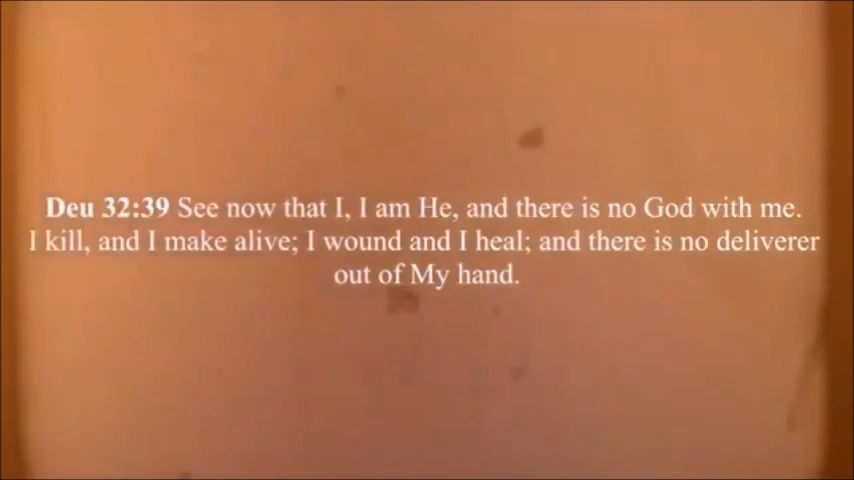 Deu 32:39 See now that I, I am He, and there is no God with me.
I kill, and I make alive; I wound and I heal; and there is no deliverer
out of My hand.